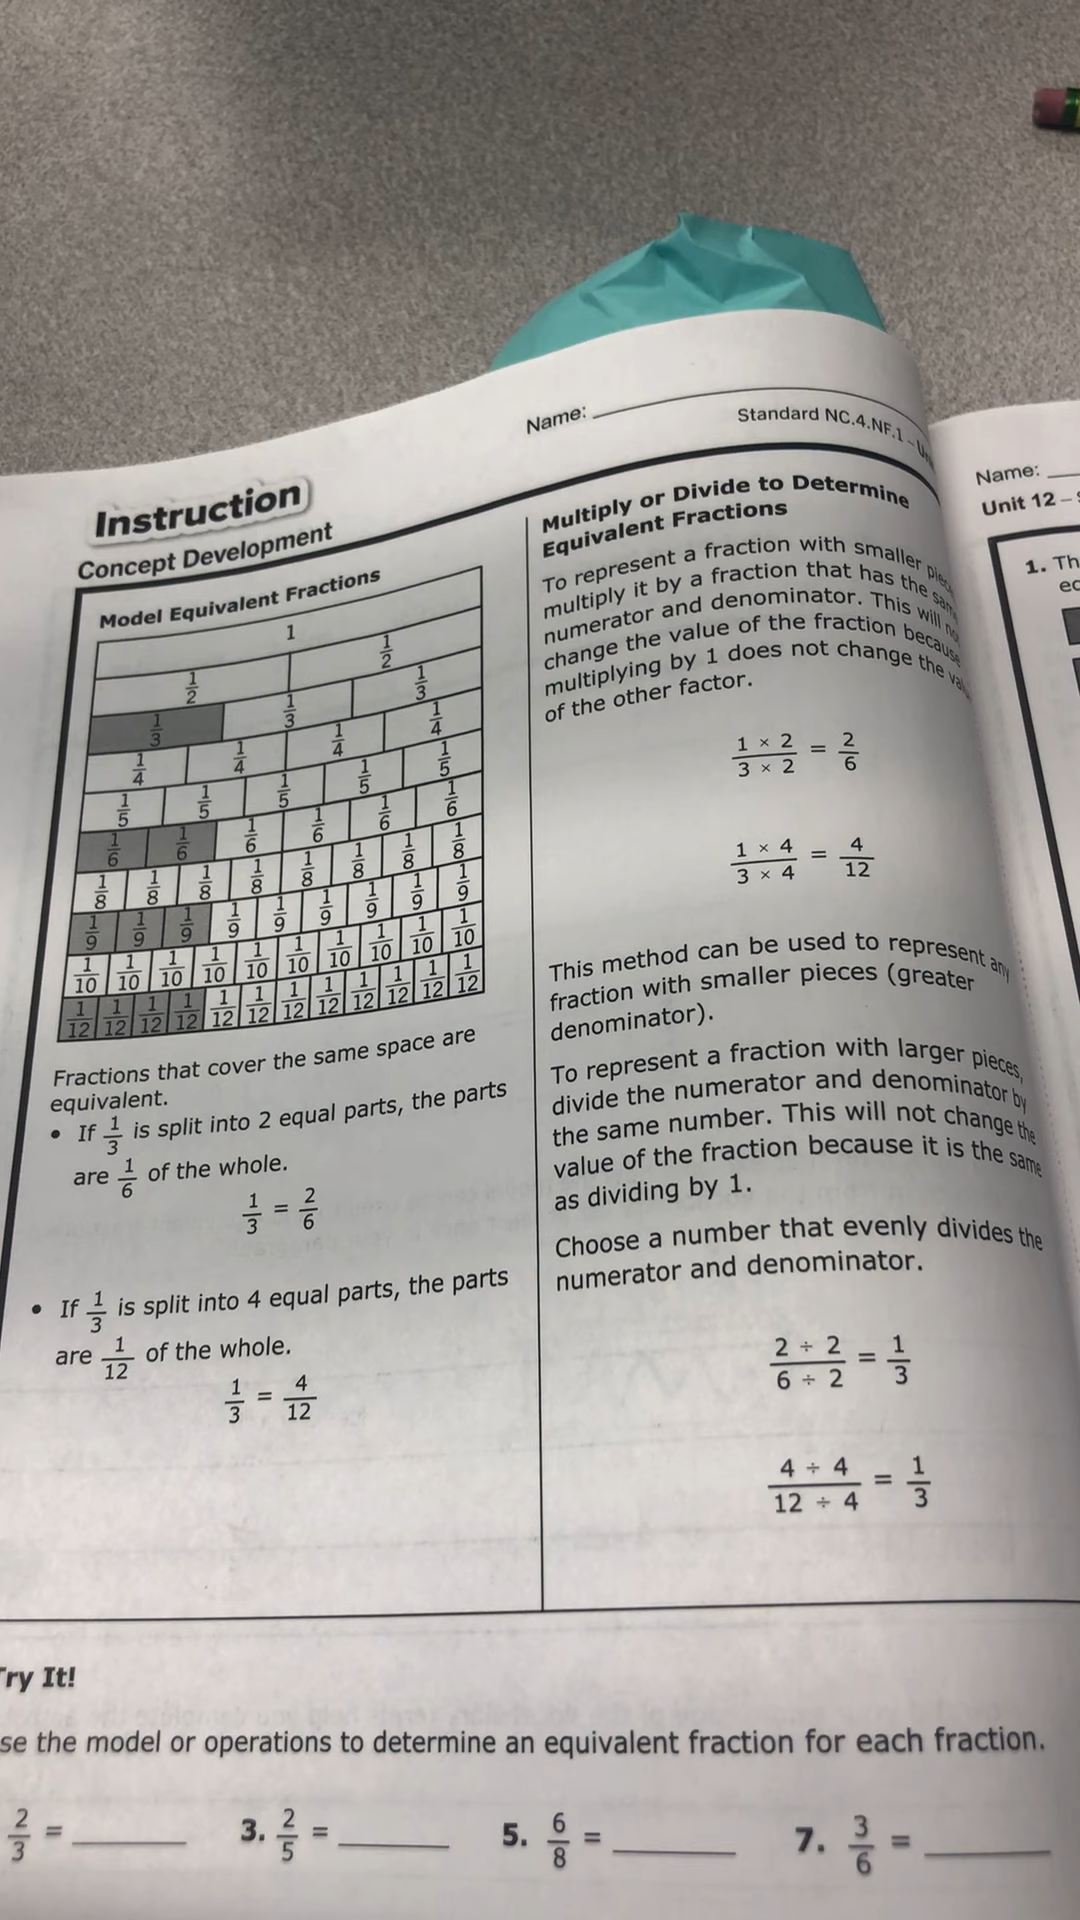 Name:
Standard NC.4.NF.1 –
Instruction
Concept Development
Model Equivalent Fractions
1
1/2 1/2
1/3 1/3 1/3
1/4 1/4 1/4 1/4
1/5 1/5 1/5 1/5 1/5
1/6 1/6 1/6 1/6 1/6 1/6
1/8 1/8 1/8 1/8 1/8 1/8 1/8 1/8
1/9 1/9 1/9 1/9 1/9 1/9 1/9 1/9 1/9
1/10 1/10 1/10 1/10 1/10 1/10 1/10 1/10 1/10 1/10
1/12 1/12 1/12 1/12 1/12 1/12 1/12 1/12 1/12 1/12 1/12 1/12
Fractions that cover the same space are
equivalent.
• If 1/3 is split into 2 equal parts, the parts
are 1/6 of the whole.
1/3 = 2/6
• If 1/3 is split into 4 equal parts, the parts
are 1/12 of the whole.
1/3 = 4/12
Multiply or Divide to Determine
Equivalent Fractions
To represent a fraction with smaller
multiply it by a fraction that has the
numerator and denominator. This will
change the value of the fraction because
multiplying by 1 does not change the
of the other factor.
1 × 2 / 3 × 2 = 2/6
1 × 4 / 3 × 4 = 4/12
This method can be used to represent any
fraction with smaller pieces (greater
denominator).
To represent a fraction with larger pieces,
divide the numerator and denominator by
the same number. This will not change the
value of the fraction because it is the same
as dividing by 1.
Choose a number that evenly divides the
numerator and denominator.
2 ÷ 2 / 6 ÷ 2 = 1/3
4 ÷ 4 / 12 ÷ 4 = 1/3
Try It!
se the model or operations to determine an equivalent fraction for each fraction.
2/3 = ______ 3. 2/5 = ______ 5. 6/8 = ______ 7. 3/6 = ______
Name:
Unit 12 –
1. Th